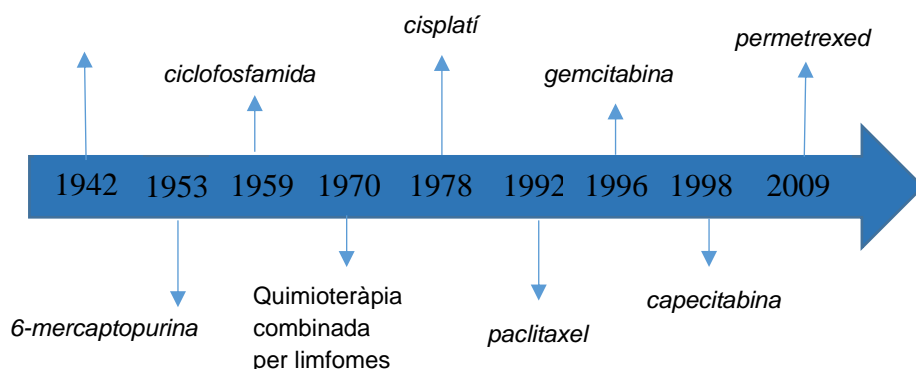 cisplatí
permetrexed
ciclofosfamida
gemcitabina
1942 1953 1959 1970 1978 1992 1996 1998 2009
Quimioteràpia
combinada
per limfomes
6-mercaptopurina
paclitaxel
capecitabina